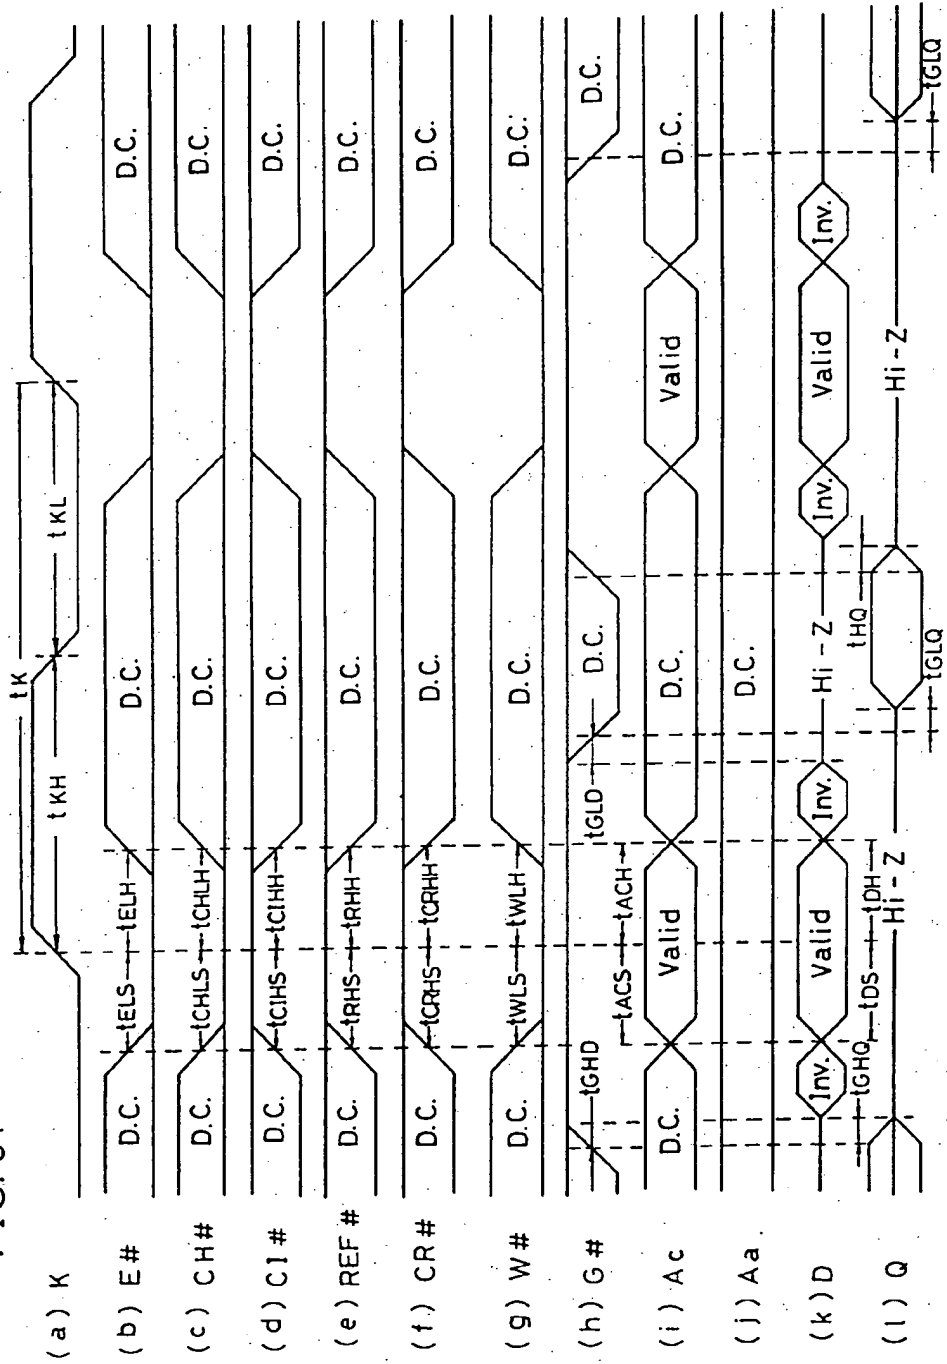 (a) K tKH tK tKL
(b) E# D.C. tELS tELH D.C. D.C.
(c) CH# D.C. tCHLS tCHLH D.C. D.C.
(d) CI# D.C. tCIHS tCIHH D.C. D.C.
(e) REF# D.C. tRHS tRHH D.C. D.C.
(f) CR# D.C. tCRHS tCRHH D.C. D.C.
(g) W# D.C. tWLS tWLH D.C. D.C.
(h) G# tGHD tGLD D.C. D.C.
tACS tACH
(i) Ac D.C. Valid D.C. Valid D.C.
(j) Aa D.C.
(k) D Inv. Valid Inv. Hi-Z Inv. Valid Inv.
tGHQ tDS tDH tHQ
(l) Q Hi-Z Hi-Z
tGLQ tGLQ